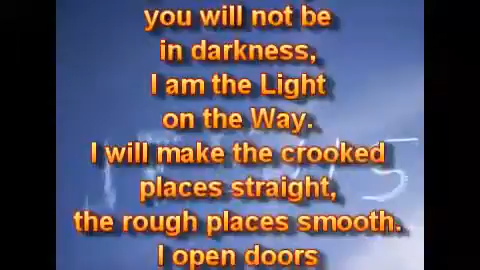 you will not be
in darkness,
I am the Light
on the Way.
I will make the crooked
places straight,
the rough places smooth.
I open doors